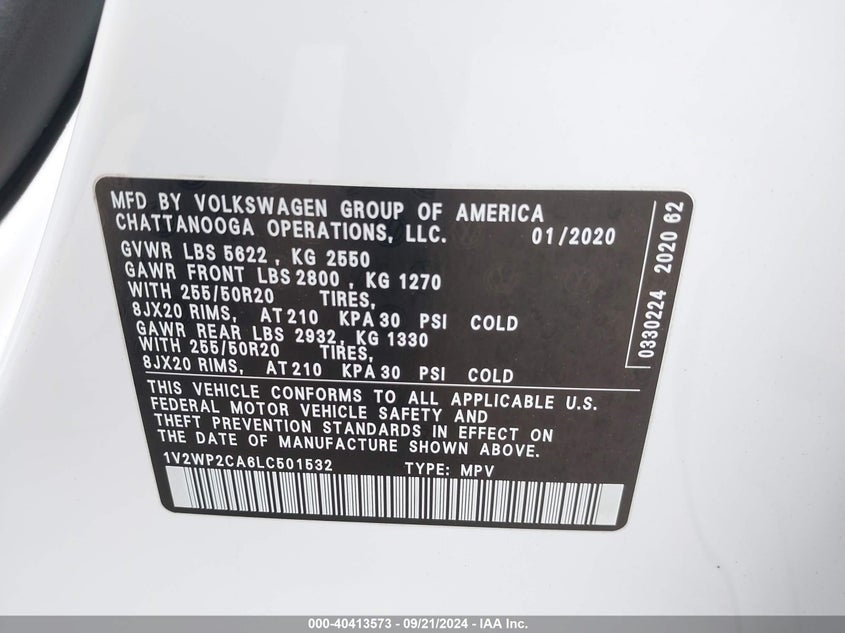 MFD BY VOLKSWAGEN GROUP OF AMERICA
CHATTANOOGA OPERATIONS, LLC. 01/2020
GVWR LBS 5622 , KG 2550
GAWR FRONT LBS 2800 , KG 1270
WITH 255/50R20 TIRES,
8JX20 RIMS, AT 210 KPA 30 PSI COLD
GAWR REAR LBS 2932, KG 1330
WITH 255/50R20 TIRES,
8JX20 RIMS, AT 210 KPA 30 PSI COLD
THIS VEHICLE CONFORMS TO ALL APPLICABLE U.S.
FEDERAL MOTOR VEHICLE SAFETY AND
THEFT PREVENTION STANDARDS IN EFFECT ON
THE DATE OF MANUFACTURE SHOWN ABOVE.
1V2WP2CA6LC501532 TYPE: MPV
0330224 2020 62
000-40413573 - 09/21/2024 - IAA Inc.